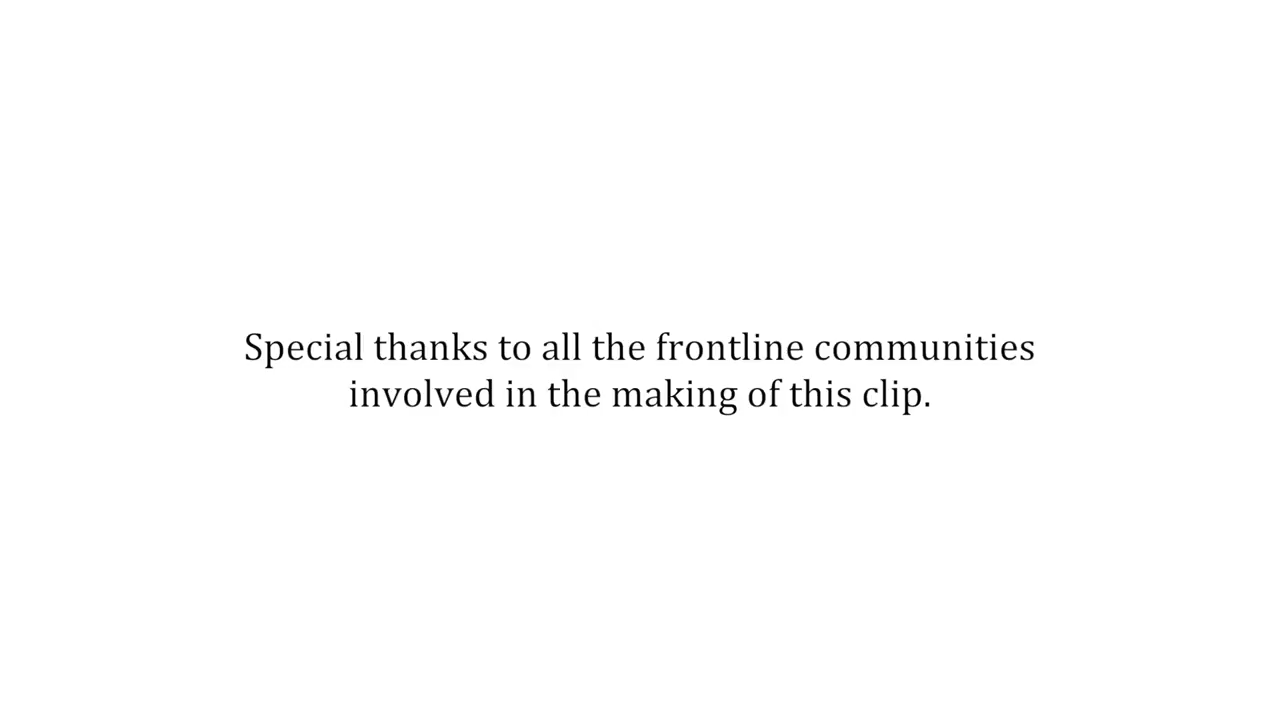 Special thanks to all the frontline communities
involved in the making of this clip.